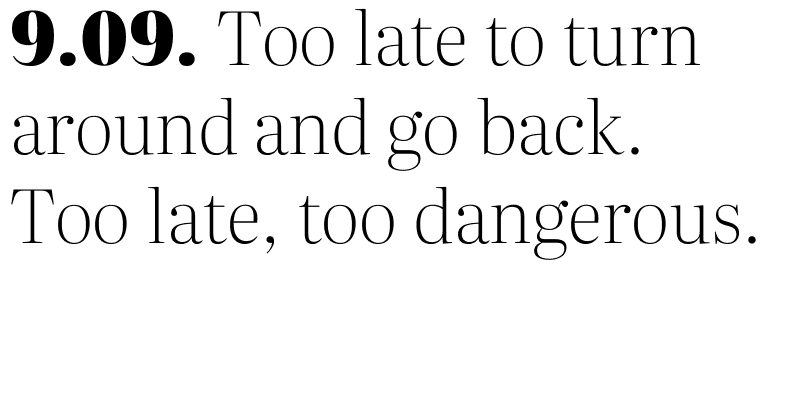 9.09. Too late to turn
around and go back.
Too late, too dangerous.